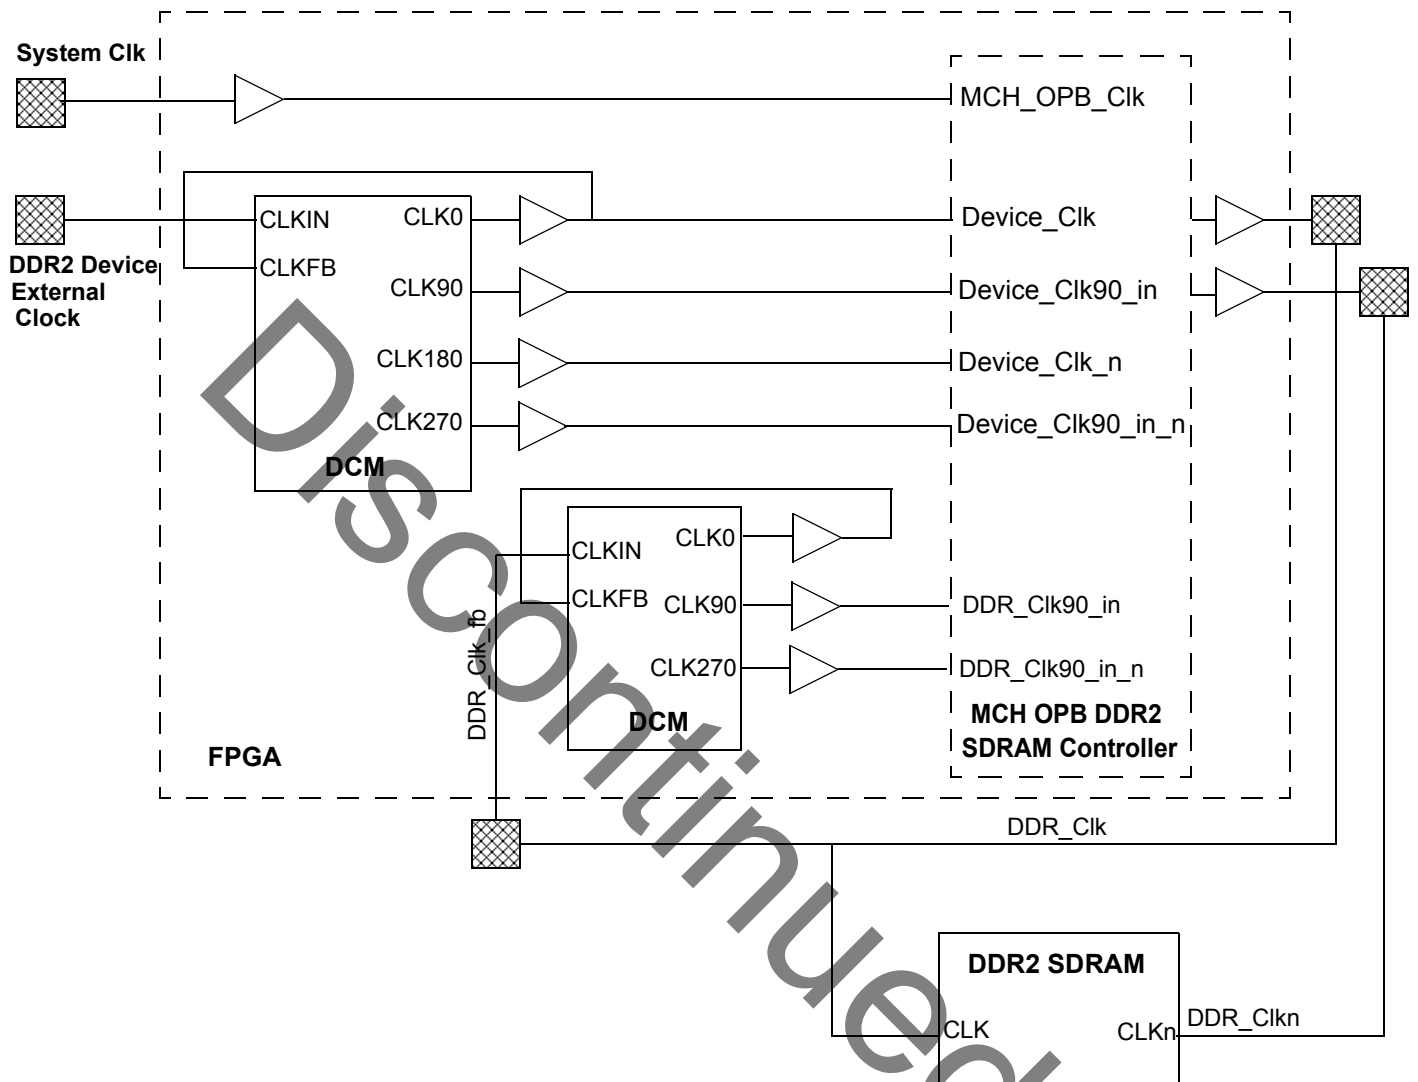 System Clk
MCH_OPB_Clk
CLKIN
CLK0
Device_Clk
DDR2 Device
External
Clock
CLKFB
CLK90
Device_Clk90_in
CLK180
Device_Clk_n
CLK270
Device_Clk90_in_n
DCM
CLKIN
CLK0
CLKFB
CLK90
DDR_Clk90_in
DDR_Clk_fb
CLK270
DDR_Clk90_in_n
DCM
MCH OPB DDR2
SDRAM Controller
FPGA
DDR_Clk
DDR2 SDRAM
CLK
CLKn
DDR_Clkn
Discontinued